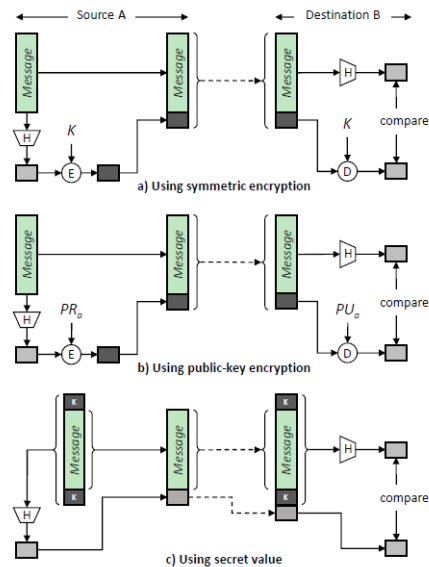 Source A
Destination B
Message
Message
Message
H
H
K
K
compare
E
D
a) Using symmetric encryption
Message
Message
Message
H
H
PRa
PUa
compare
E
D
b) Using public-key encryption
K
K
Message
Message
Message
H
H
K
K
compare
c) Using secret value